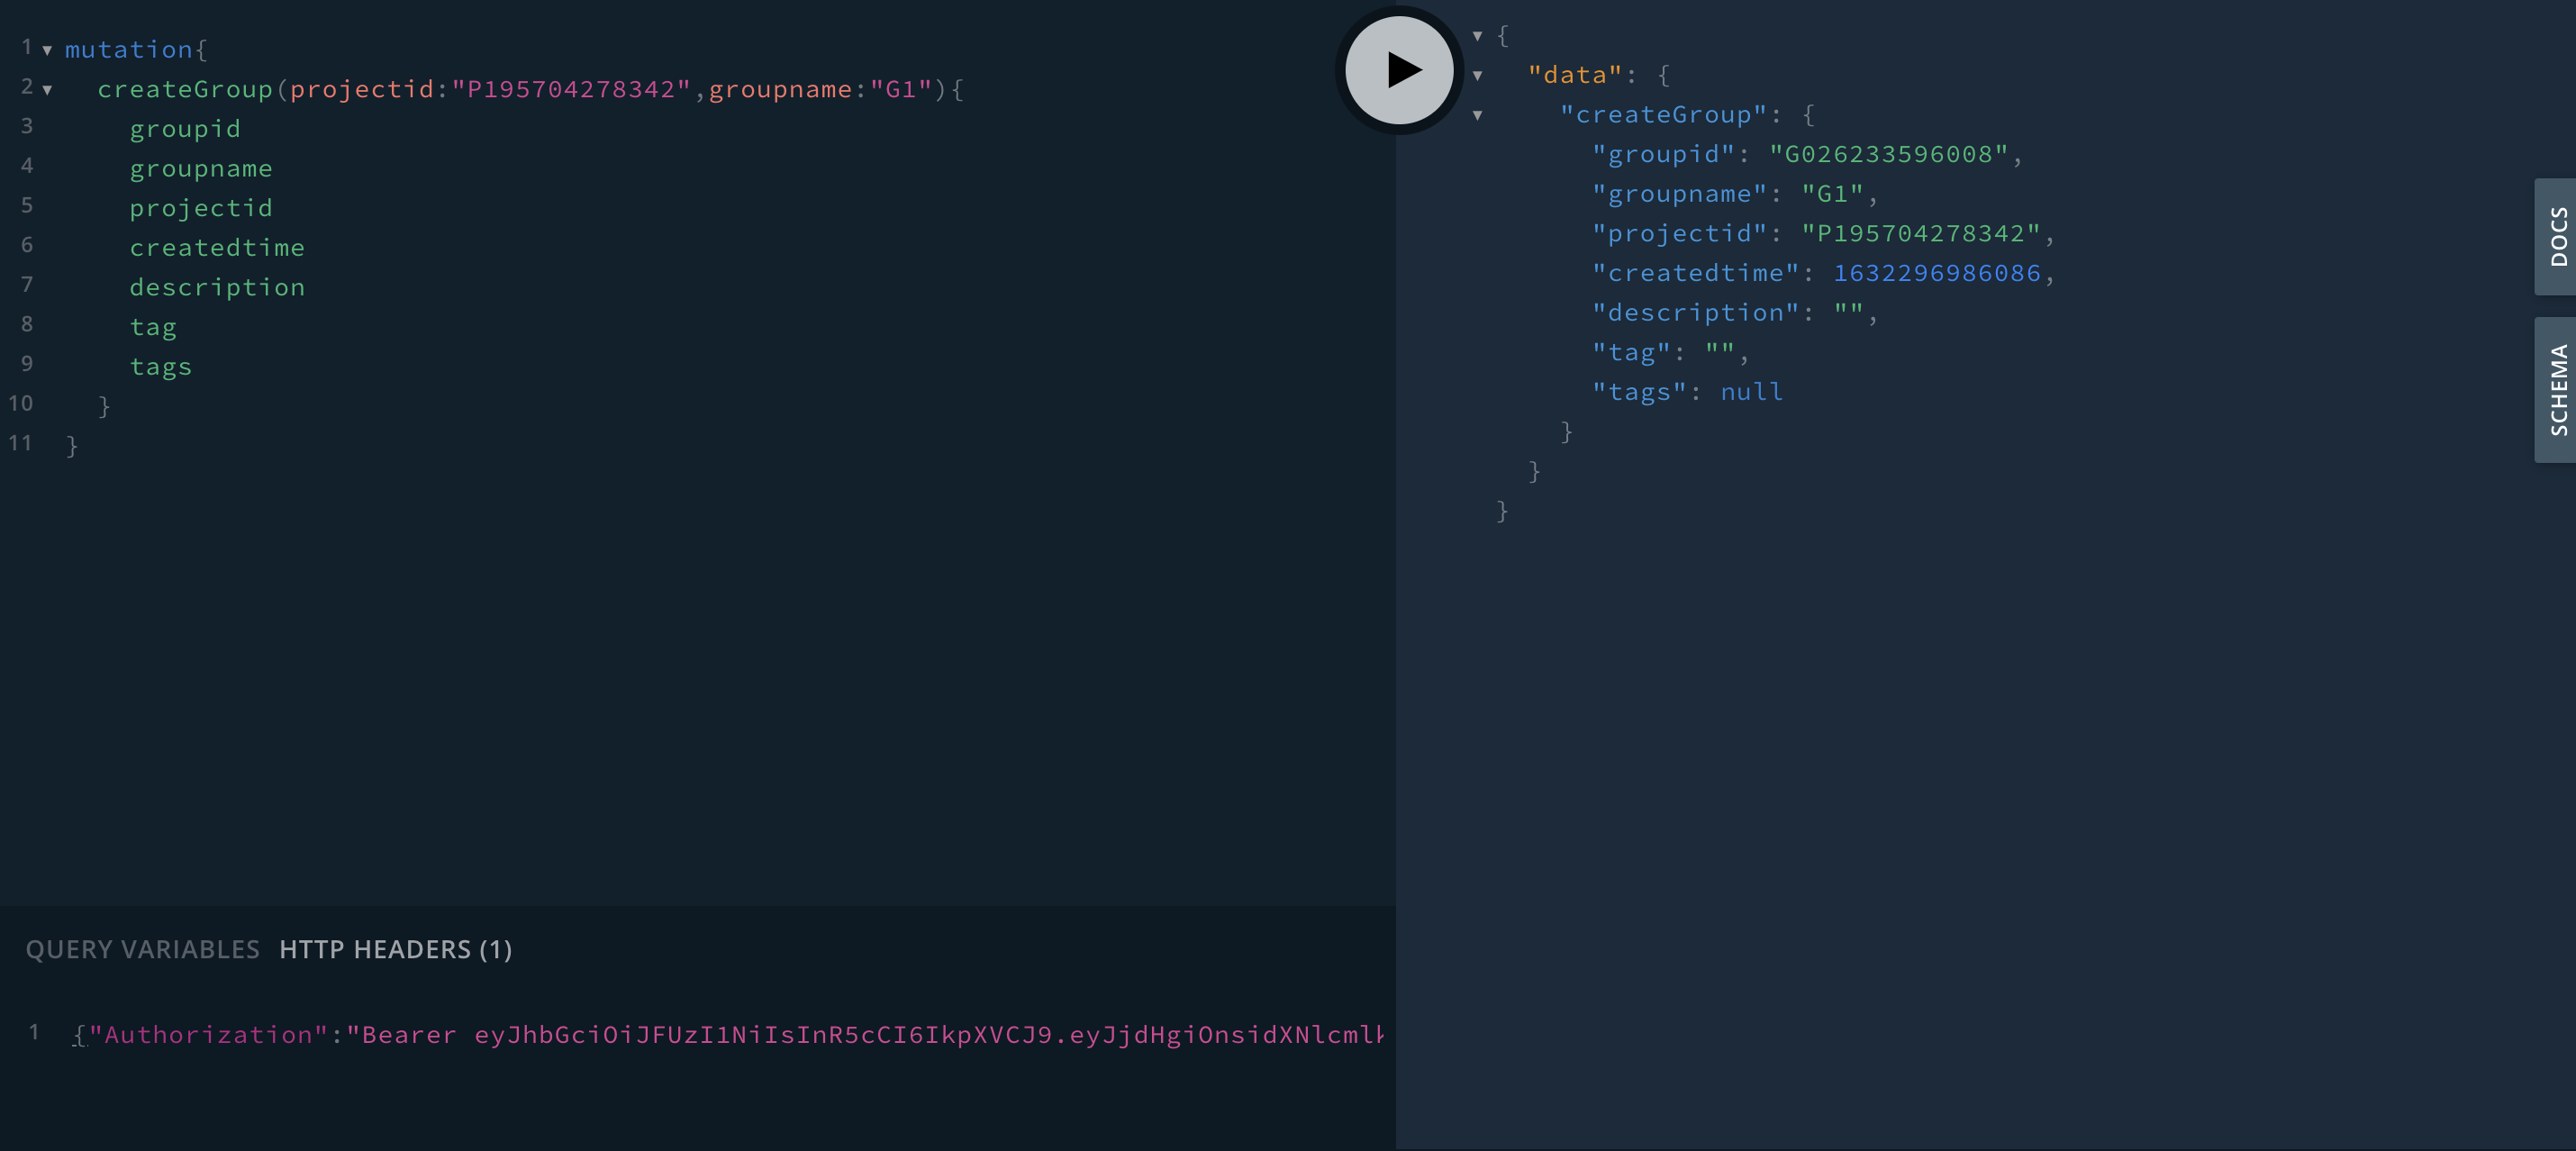 1 ▾ mutation{
2 ▾ createGroup(projectid:"P195704278342",groupname:"G1"){
3 groupid
4 groupname
5 projectid
6 createdtime
7 description
8 tag
9 tags
10 }
11 }
QUERY VARIABLES HTTP HEADERS (1)
1 {"Authorization":"Bearer eyJhbGciOiJFUzI1NiIsInR5cCI6IkpXVCJ9.eyJjdHgiOnsidXNlcmlk
▾ {
▾ "data": {
▾ "createGroup": {
"groupid": "G026233596008",
"groupname": "G1",
"projectid": "P195704278342",
"createdtime": 1632296986086,
"description": "",
"tag": "",
"tags": null
}
}
}
DOCS
SCHEMA